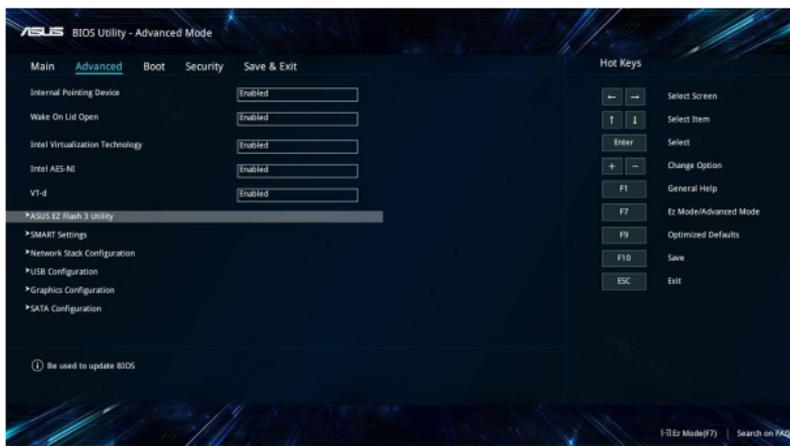 ASUS BIOS Utility - Advanced Mode
Main Advanced Boot Security Save & Exit
Internal Pointing Device Enabled
Wake On Lid Open Enabled
Intel Virtualization Technology Enabled
Intel AES-NI Enabled
VT-d Enabled
ASUS EZ Flash 3 Utility
SMART Settings
Network Stack Configuration
USB Configuration
Graphics Configuration
SATA Configuration
Be used to update BIOS
Hot Keys
← → Select Screen
↑ ↓ Select Item
Enter Select
+ - Change Option
F1 General Help
F7 Ez Mode/Advanced Mode
F9 Optimized Defaults
F10 Save
ESC Exit
Ez Mode(F7) | Search on FAQ